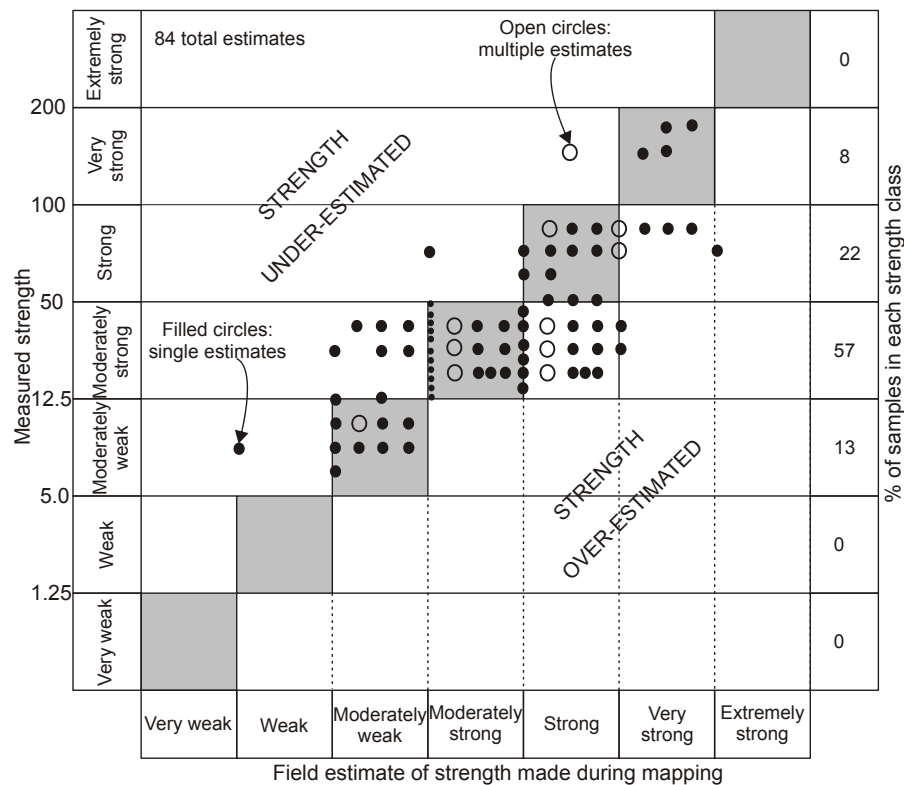 84 total estimates
Open circles:
multiple estimates
Extremely
strong
0
200
Very
strong
STRENGTH
UNDER-ESTIMATED
8
100
Strong
22
50
Measured strength
Moderately
strong
Filled circles:
single estimates
57
% of samples in each strength class
12.5
Moderately
weak
13
5.0
STRENGTH
OVER-ESTIMATED
Weak
0
1.25
Very weak
0
Very weak
Weak
Moderately
weak
Moderately
strong
Strong
Very
strong
Extremely
strong
Field estimate of strength made during mapping